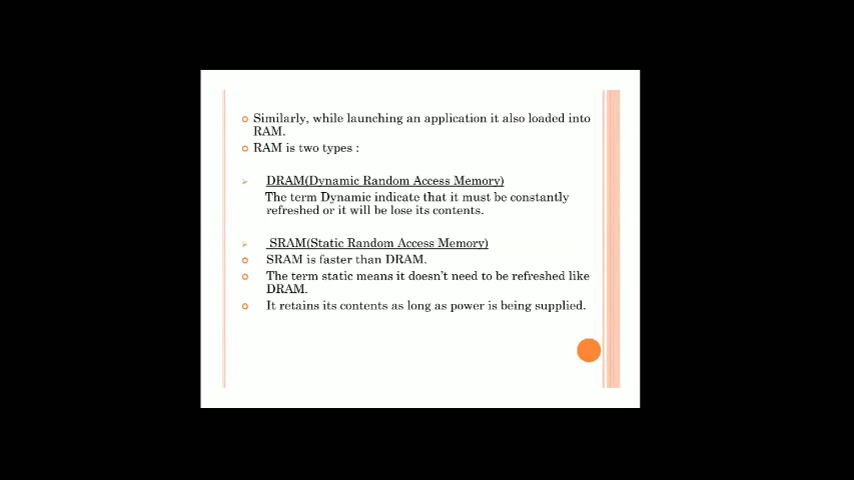 Similarly, while launching an application it also loaded into
RAM.
RAM is two types :
DRAM(Dynamic Random Access Memory)
The term Dynamic indicate that it must be constantly
refreshed or it will be lose its contents.
SRAM(Static Random Access Memory)
SRAM is faster than DRAM.
The term static means it doesn't need to be refreshed like
DRAM.
It retains its contents as long as power is being supplied.